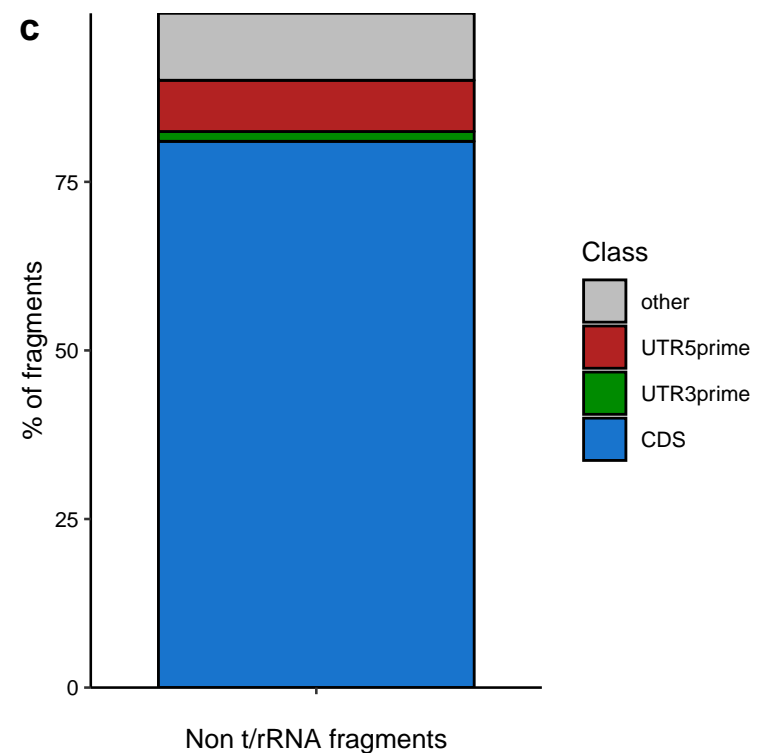 c
% of fragments
75
50
25
0
Non t/rRNA fragments
Class
other
UTR5prime
UTR3prime
CDS